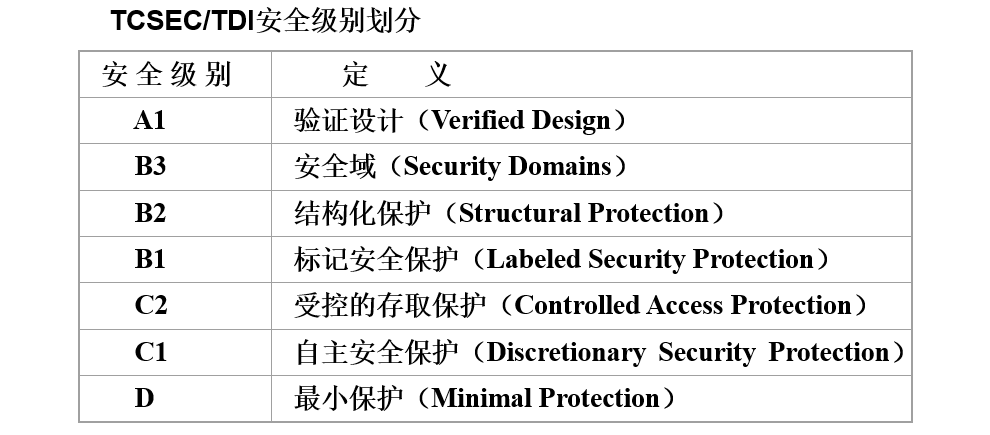 TCSEC/TDI安全级别划分
安 全 级 别 定 义
A1 验证设计（Verified Design）
B3 安全域（Security Domains）
B2 结构化保护（Structural Protection）
B1 标记安全保护（Labeled Security Protection）
C2 受控的存取保护（Controlled Access Protection）
C1 自主安全保护（Discretionary Security Protection）
D 最小保护（Minimal Protection）